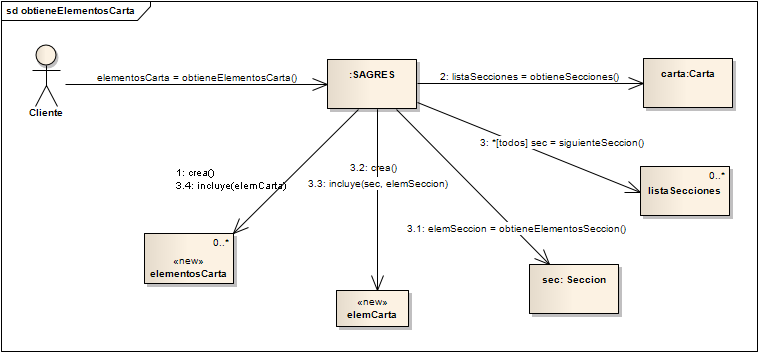 sd obtieneElementosCarta
Cliente
elementosCarta = obtieneElementosCarta()
:SAGRES
2: listaSecciones = obtieneSecciones()
carta:Carta
3: *[todos] sec = siguienteSeccion()
0..*
listaSecciones
1: crea()
3.4: incluye(elemCarta)
3.2: crea()
3.3: incluye(sec, elemSeccion)
3.1: elemSeccion = obtieneElementosSeccion()
0..*
«new»
elementosCarta
«new»
elemCarta
sec: Seccion